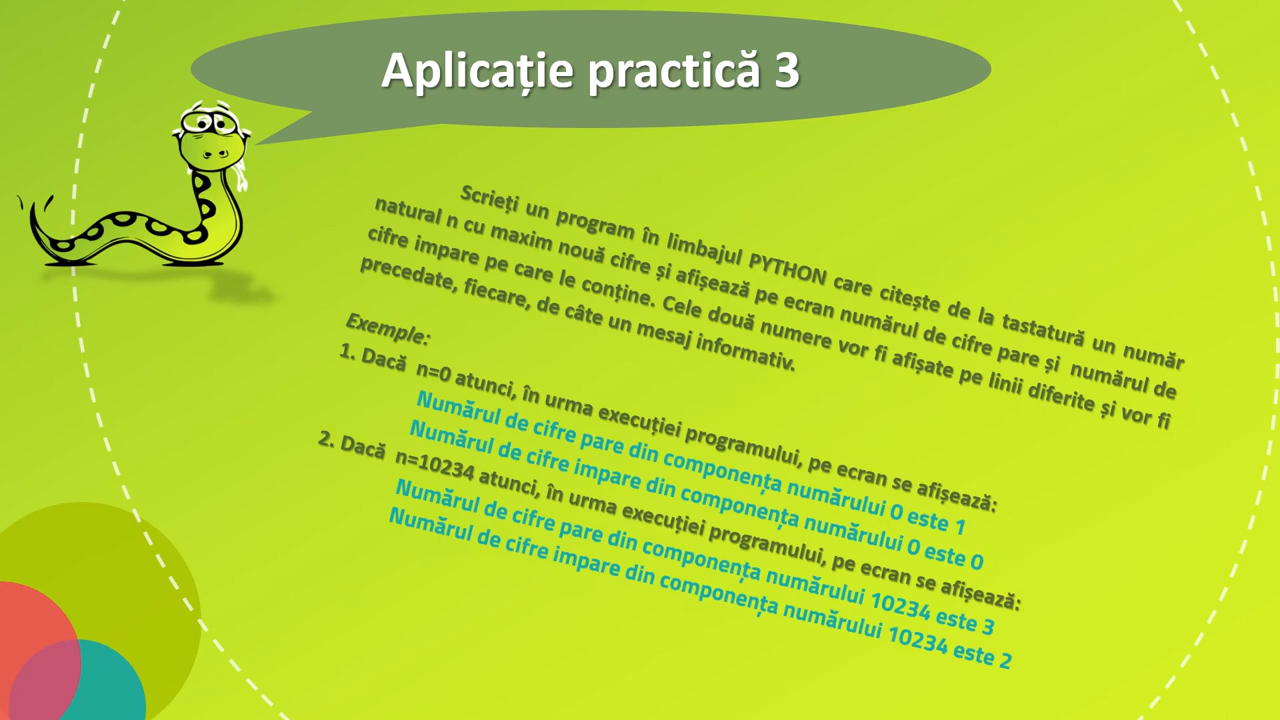 Aplicație practică 3
Scrieți un program în limbajul PYTHON care citește de la tastatură un număr
natural n cu maxim nouă cifre și afișează pe ecran numărul de cifre pare și numărul de
cifre impare pe care le conține. Cele două numere vor fi afișate pe linii diferite și vor fi
precedate, fiecare, de câte un mesaj informativ.
Exemple:
1. Dacă n=0 atunci, în urma execuției programului, pe ecran se afișează:
Numărul de cifre pare din componența numărului 0 este 1
Numărul de cifre impare din componența numărului 0 este 0
2. Dacă n=10234 atunci, în urma execuției programului, pe ecran se afișează:
Numărul de cifre pare din componența numărului 10234 este 3
Numărul de cifre impare din componența numărului 10234 este 2